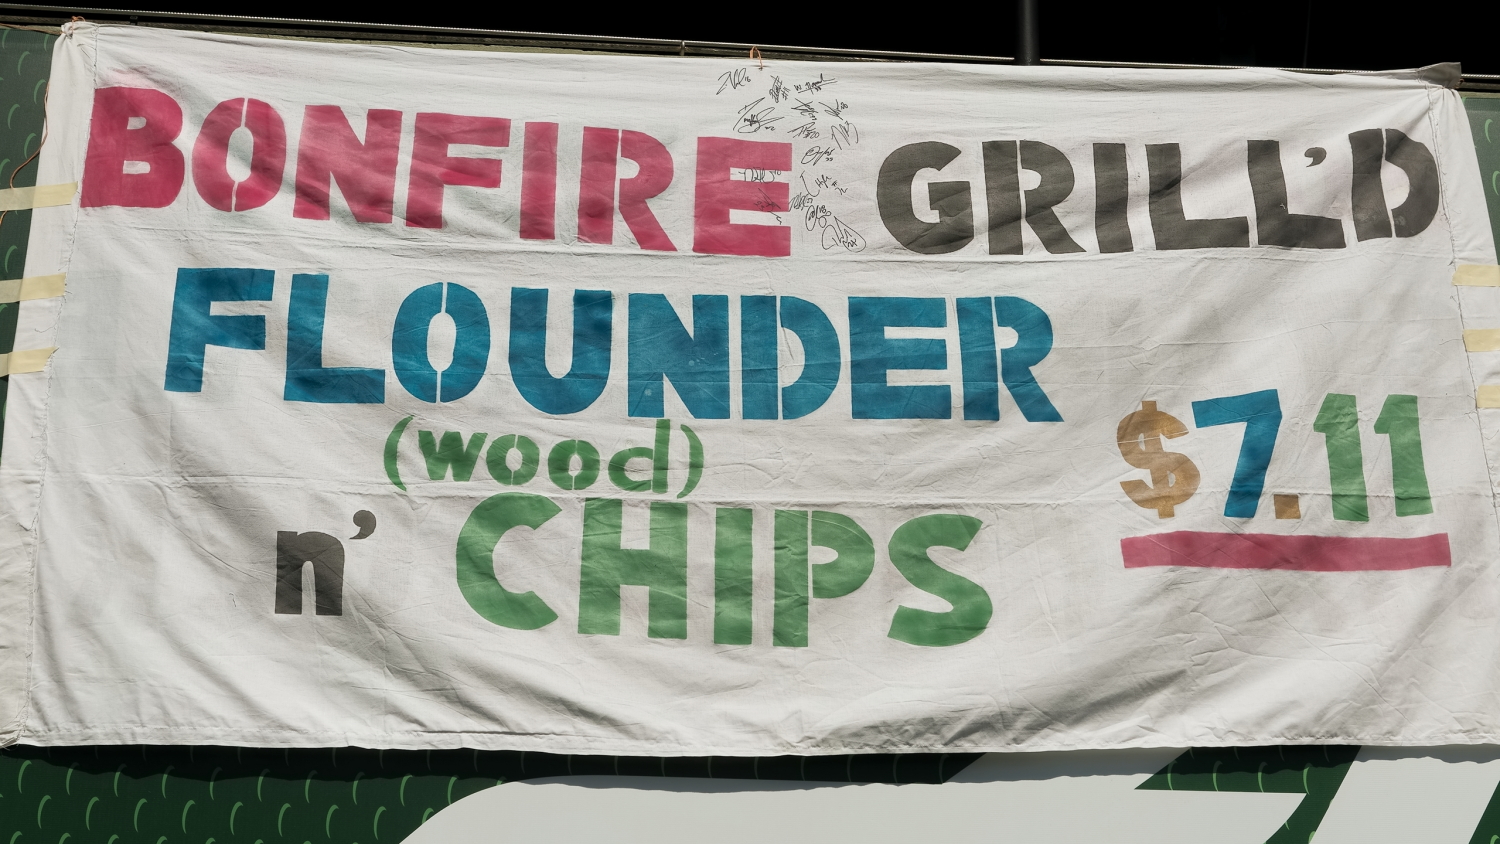 BONFIRE GRILL'D
FLOUNDER
(wood)
n' CHIPS
$7.11